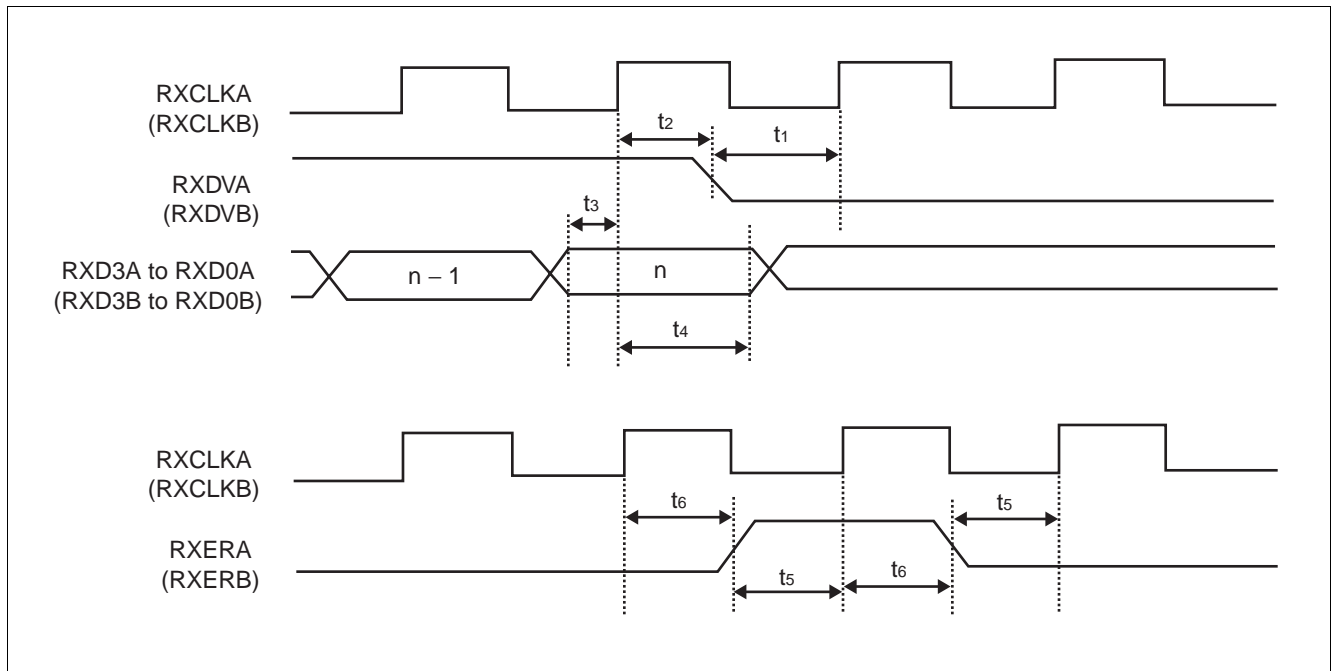 RXCLKA
(RXCLKB)
t2
t1
RXDVA
(RXDVB)
t3
RXD3A to RXD0A
(RXD3B to RXD0B)
n – 1
n
t4
RXCLKA
(RXCLKB)
t6
t5
RXERA
(RXERB)
t5
t6